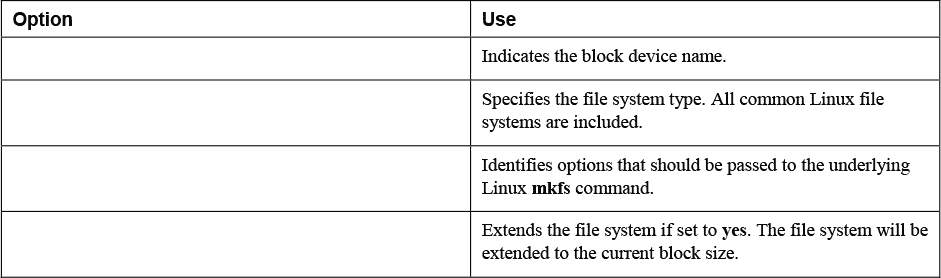 Option
Use
Indicates the block device name.
Specifies the file system type. All common Linux file
systems are included.
Identifies options that should be passed to the underlying
Linux mkfs command.
Extends the file system if set to yes. The file system will be
extended to the current block size.